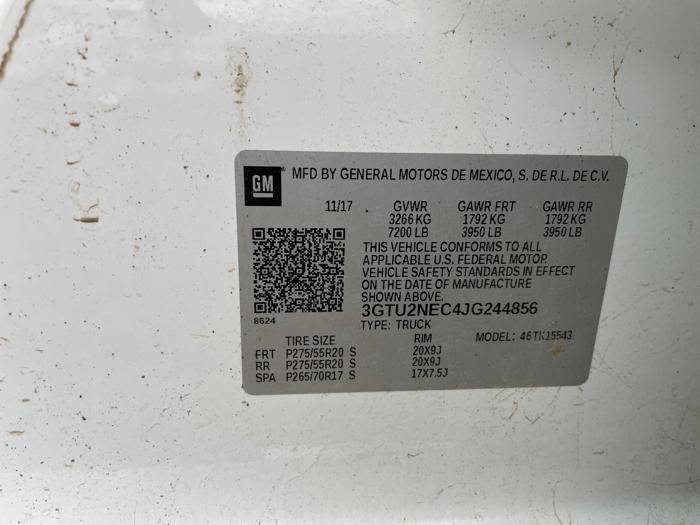 GM MFD BY GENERAL MOTORS DE MEXICO, S. DE R.L. DE C.V.
11/17 GVWR GAWR FRT GAWR RR
3266 KG 1792 KG 1792 KG
7200 LB 3950 LB 3950 LB
THIS VEHICLE CONFORMS TO ALL
APPLICABLE U.S. FEDERAL MOTOR
VEHICLE SAFETY STANDARDS IN EFFECT
ON THE DATE OF MANUFACTURE
SHOWN ABOVE.
8624 3GTU2NEC4JG244856
TYPE: TRUCK
TIRE SIZE RIM MODEL: 46TK15543
FRT P275/55R20 S 20X9J
RR P275/55R20 S 20X9J
SPA P265/70R17 S 17X7.5J